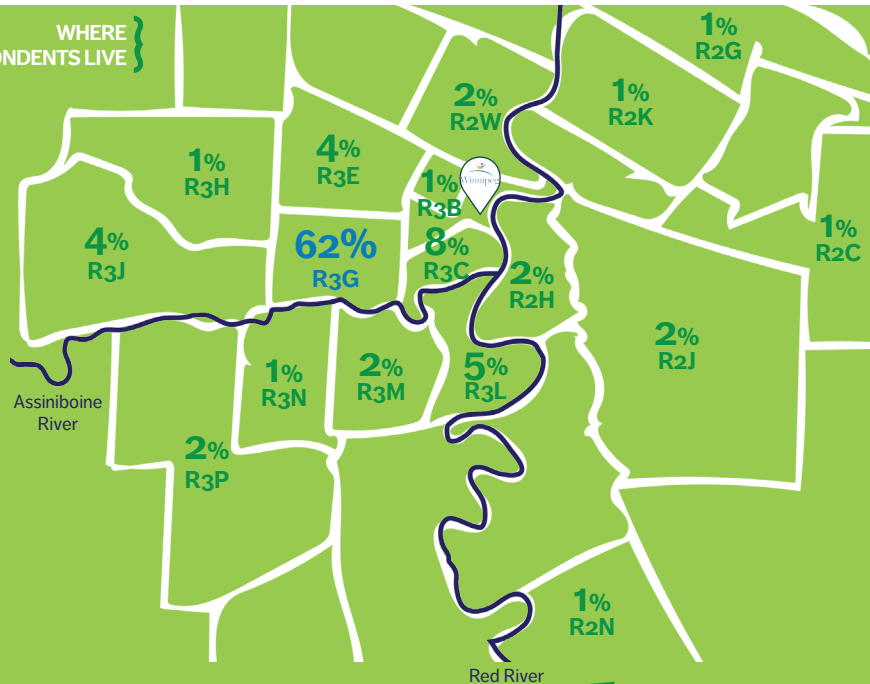 WHERE
ONDENTS LIVE
1%
R2G
2%
R2W
1%
R2K
1%
R3H
4%
R3E
1%
R3B
Winnipeg
4%
R3J
62%
R3G
8%
R3C
2%
R2H
1%
R2C
2%
R2J
1%
R3N
2%
R3M
5%
R3L
Assiniboine
River
2%
R3P
1%
R2N
Red River